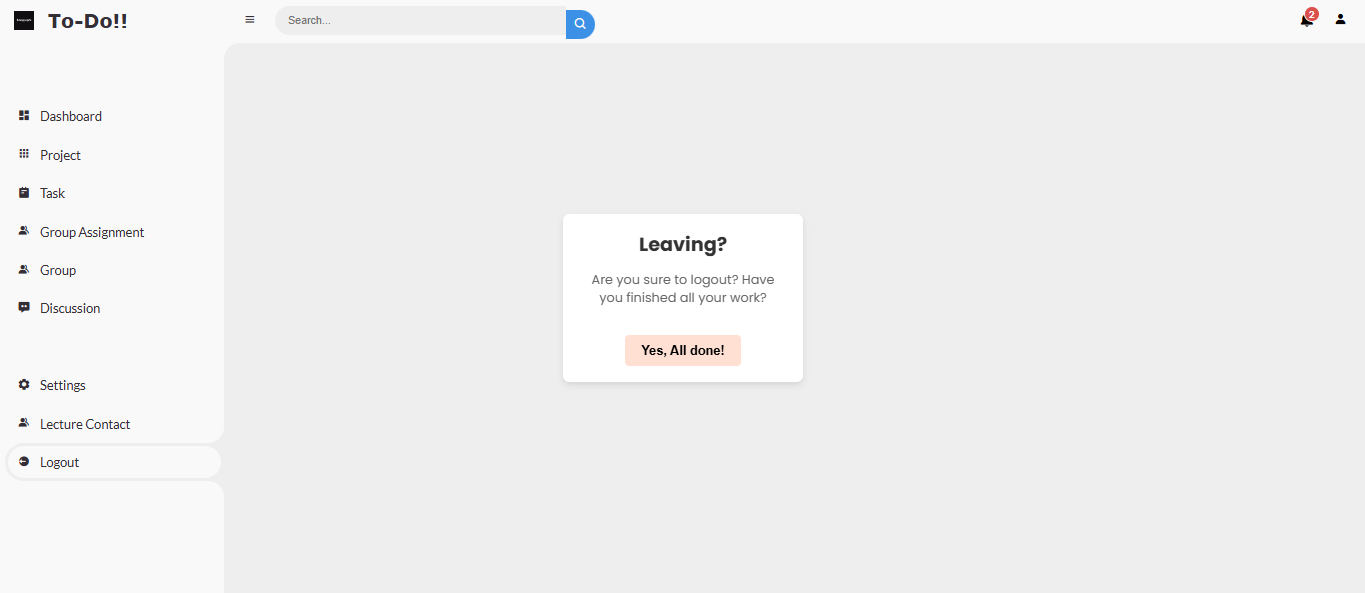 To-Do!!
Search...
2
Dashboard
Project
Task
Group Assignment
Group
Discussion
Settings
Lecture Contact
Logout
Leaving?
Are you sure to logout? Have
you finished all your work?
Yes, All done!